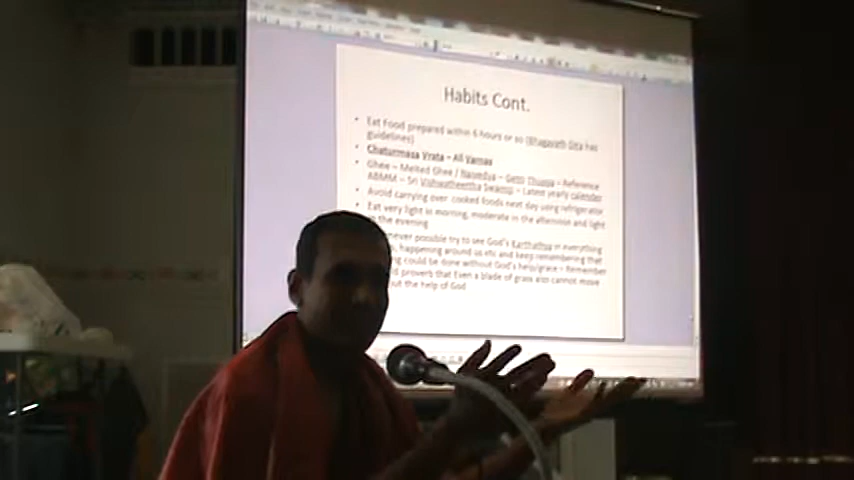 Habits Cont.
• Eat Food prepared within 6 hours or so (Bhagavath Gita has
guidelines)
• Chaturmasa Vrata – All Varnas
• Ghee – Melted Ghee / Naivedya – Thuppa – Reference
ABMM – Sri Vishwatheertha Swamiji – Latest yearly calender
• Avoid carrying over cooked foods next day using refrigerator
• Eat very light in morning, moderate in the afternoon and light
in the evening
never possible try to see God's in everything
happening around us etc and keep remembering that
ing could be done without God's help/grace – Remember
d proverb that Even a blade of grass also cannot move
out the help of God